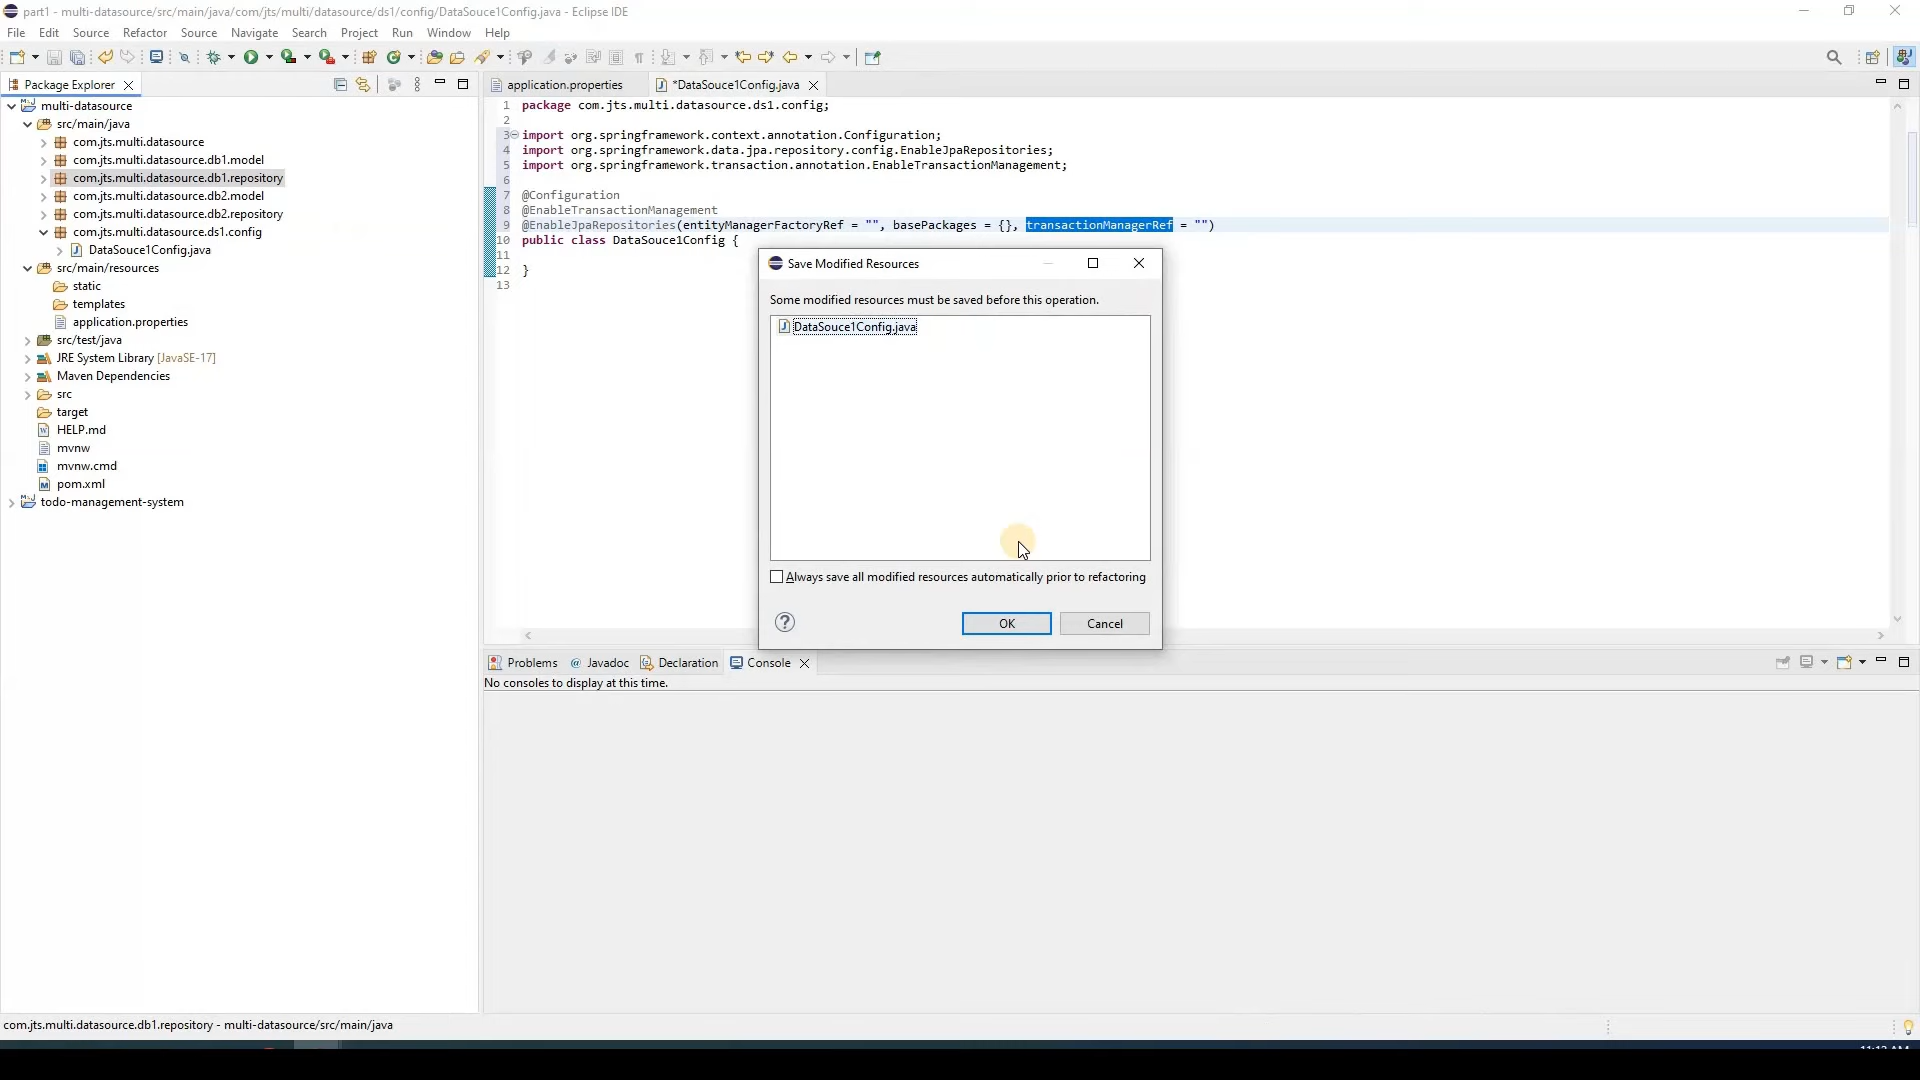 part1 - multi-datasource/src/main/java/com/jts/multi/datasource/ds1/config/DataSouce1Config.java - Eclipse IDE
File Edit Source Refactor Source Navigate Search Project Run Window Help
Package Explorer
application.properties
*DataSouce1Config.java
multi-datasource
src/main/java
com.jts.multi.datasource
com.jts.multi.datasource.db1.model
com.jts.multi.datasource.db1.repository
com.jts.multi.datasource.db2.model
com.jts.multi.datasource.db2.repository
com.jts.multi.datasource.ds1.config
DataSouce1Config.java
src/main/resources
static
templates
application.properties
src/test/java
JRE System Library [JavaSE-17]
Maven Dependencies
src
target
HELP.md
mvnw
mvnw.cmd
pom.xml
todo-management-system
1 package com.jts.multi.datasource.ds1.config;
2
3 import org.springframework.context.annotation.Configuration;
4 import org.springframework.data.jpa.repository.config.EnableJpaRepositories;
5 import org.springframework.transaction.annotation.EnableTransactionManagement;
6
7 @Configuration
8 @EnableTransactionManagement
9 @EnableJpaRepositories(entityManagerFactoryRef = "", basePackages = {}, transactionManagerRef = "")
10 public class DataSouce1Config {
11
12 }
13
Save Modified Resources
Some modified resources must be saved before this operation.
DataSouce1Config.java
Always save all modified resources automatically prior to refactoring
OK
Cancel
Problems @ Javadoc Declaration Console
No consoles to display at this time.
com.jts.multi.datasource.db1.repository - multi-datasource/src/main/java